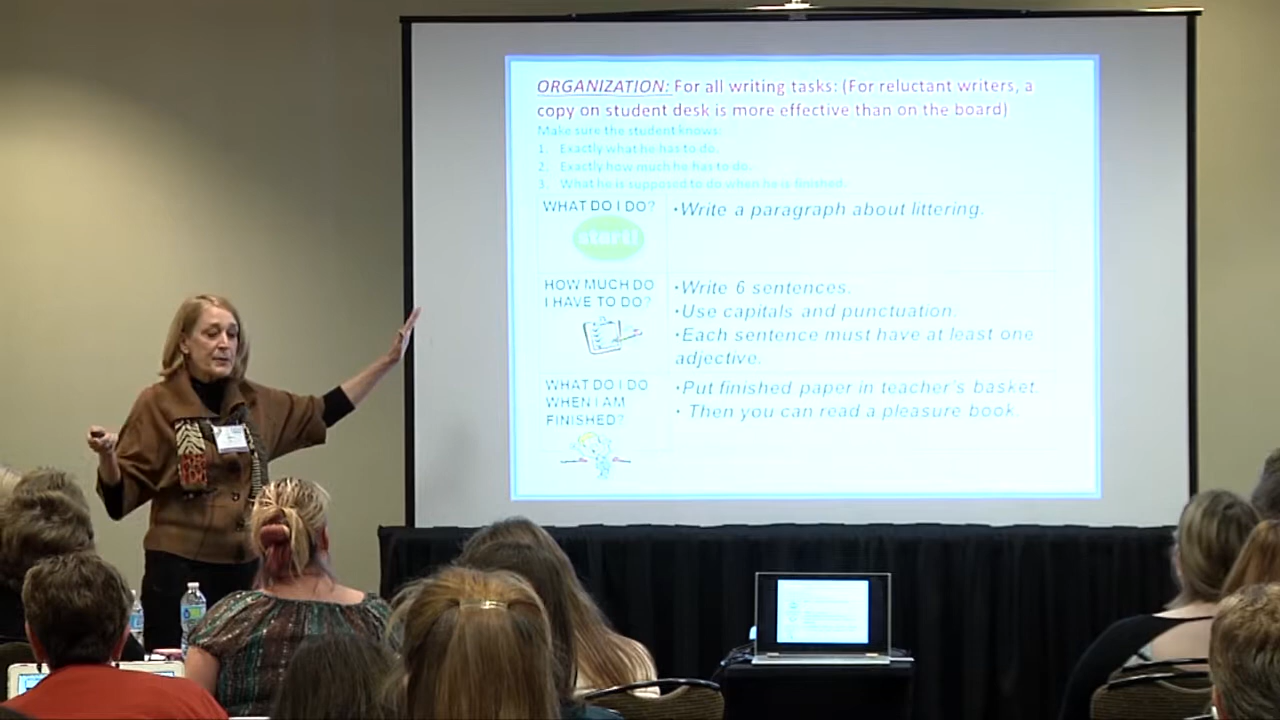 ORGANIZATION: For all writing tasks: (For reluctant writers, a
copy on student desk is more effective than on the board)
Make sure the student knows:
1. Exactly what he has to do.
2. Exactly how much he has to do.
3. What he is supposed to do when he is finished.
WHAT DO I DO?
start!
•Write a paragraph about littering.
HOW MUCH DO
I HAVE TO DO?
•Write 6 sentences.
•Use capitals and punctuation.
•Each sentence must have at least one
adjective.
WHAT DO I DO
WHEN I AM
FINISHED?
•Put finished paper in teacher's basket.
• Then you can read a pleasure book.